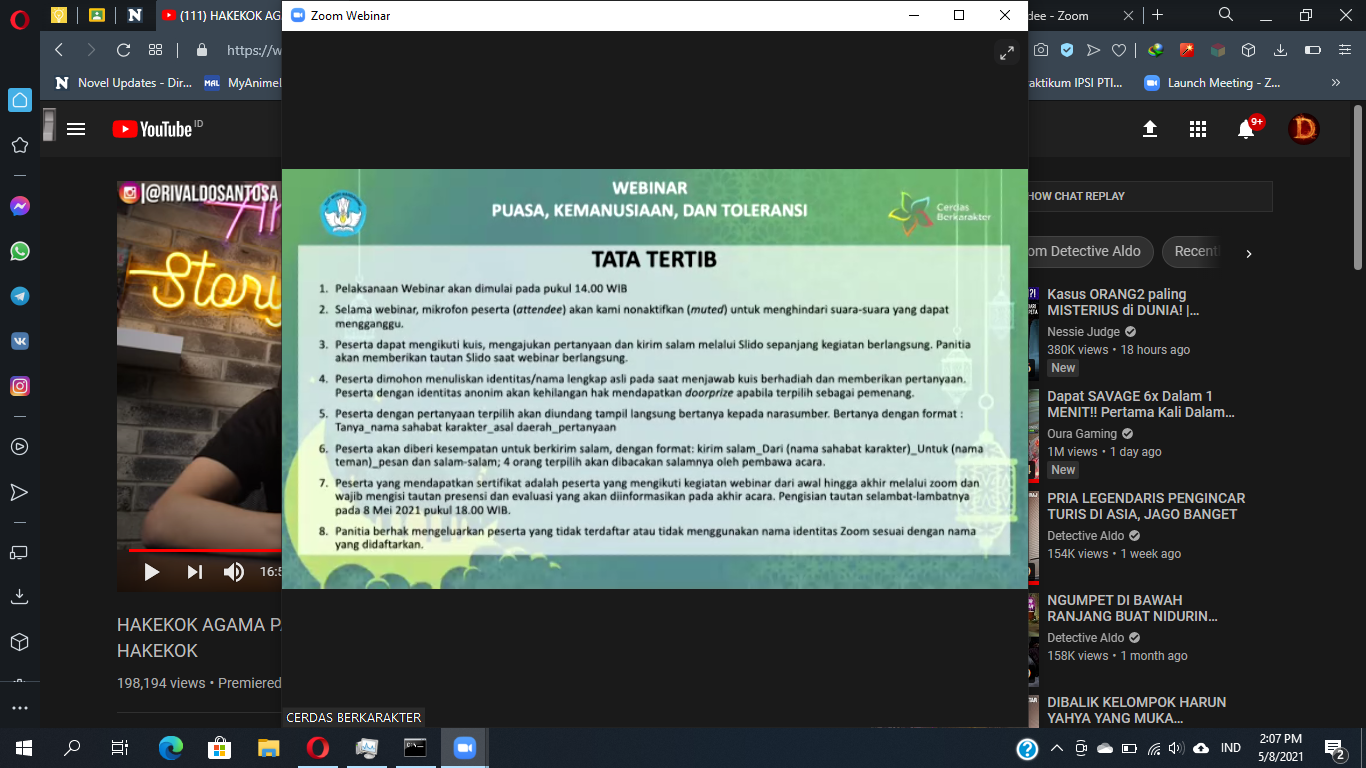 (111) HAKEKOK AG
Zoom Webinar
dee - Zoom
https://w
Novel Updates - Dir...
MAL
MyAnimeI
aktikum IPSI PTI...
Launch Meeting - Z...
YouTube ID
9+
@RIVALDOSANTOSA
Story
WEBINAR
PUASA, KEMANUSIAAN, DAN TOLERANSI
Cerdas
Berkarakter
TATA TERTIB
1. Pelaksanaan Webinar akan dimulai pada pukul 14.00 WIB
2. Selama webinar, mikrofon peserta (attendee) akan kami nonaktifkan (muted) untuk menghindari suara-suara yang dapat
mengganggu.
3. Peserta dapat mengikuti kuis, mengajukan pertanyaan dan kirim salam melalui Slido sepanjang kegiatan berlangsung. Panitia
akan memberikan tautan Slido saat webinar berlangsung.
4. Peserta dimohon menuliskan identitas/nama lengkap asli pada saat menjawab kuis berhadiah dan memberikan pertanyaan.
Peserta dengan identitas anonim akan kehilangan hak mendapatkan doorprize apabila terpilih sebagai pemenang.
5. Peserta dengan pertanyaan terpilih akan diundang tampil langsung bertanya kepada narasumber. Bertanya dengan format :
Tanya_nama sahabat karakter_asal daerah_pertanyaan
6. Peserta akan diberi kesempatan untuk berkirim salam, dengan format: kirim salam_Dari (nama sahabat karakter)_Untuk (nama
teman)_pesan dan salam-salam; 4 orang terpilih akan dibacakan salamnya oleh pembawa acara.
7. Peserta yang mendapatkan sertifikat adalah peserta yang mengikuti kegiatan webinar dari awal hingga akhir melalui zoom dan
wajib mengisi tautan presensi dan evaluasi yang akan diinformasikan pada akhir acara. Pengisian tautan selambat-lambatnya
pada 8 Mei 2021 pukul 18.00 WIB.
8. Panitia berhak mengeluarkan peserta yang tidak terdaftar atau tidak menggunakan nama identitas Zoom sesuai dengan nama
yang didaftarkan.
CERDAS BERKARAKTER
16:5
HAKEKOK AGAMA PA
HAKEKOK
198,194 views • Premiered
HOW CHAT REPLAY
om Detective Aldo
Recent
Kasus ORANG2 paling
MISTERIUS di DUNIA! |...
Nessie Judge
380K views • 18 hours ago
New
Dapat SAVAGE 6x Dalam 1
MENIT!! Pertama Kali Dalam...
Oura Gaming
1M views • 1 day ago
New
PRIA LEGENDARIS PENGINCAR
TURIS DI ASIA, JAGO BANGET
Detective Aldo
154K views • 1 week ago
NGUMPET DI BAWAH
RANJANG BUAT NIDURIN...
Detective Aldo
158K views • 1 month ago
DIBALIK KELOMPOK HARUN
YAHYA YANG MUKA...
IND
2:07 PM
5/8/2021
2